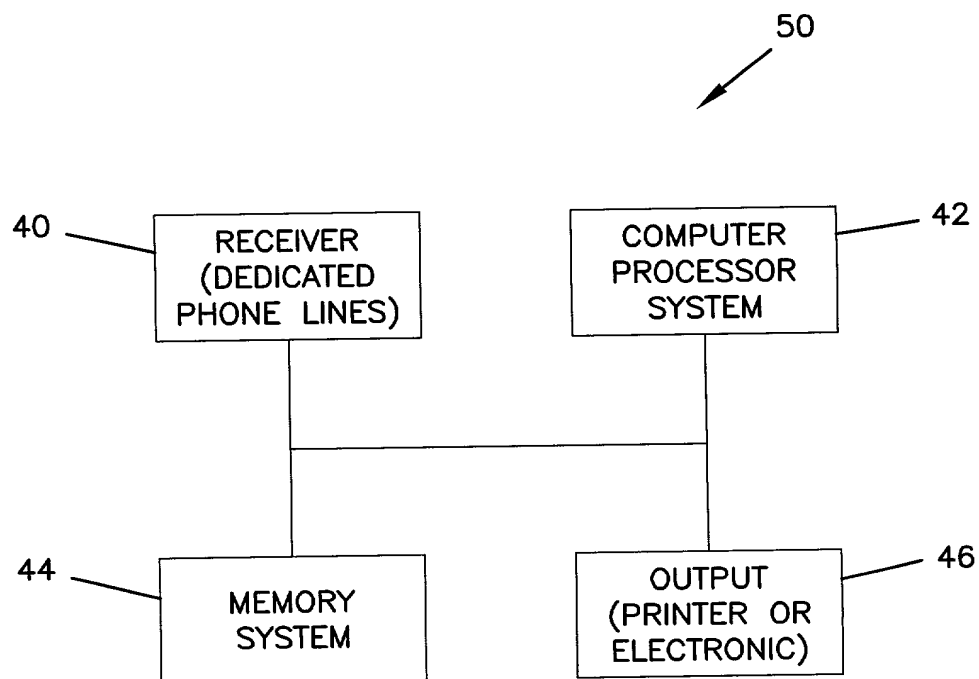 50
40
RECEIVER
(DEDICATED
PHONE LINES)
COMPUTER
PROCESSOR
SYSTEM
42
44
MEMORY
SYSTEM
OUTPUT
(PRINTER OR
ELECTRONIC)
46